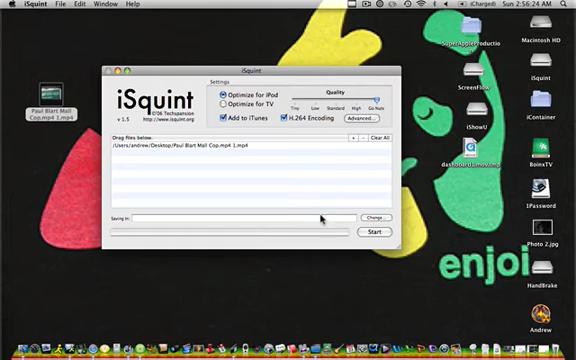 iSquint File Edit Window Help
(Charged) Sun 2:56:24 AM
iSquint
Settings
iSquint
©'06 Techspansion
v 1.5 http://www.isquint.org
Optimize for iPod
Optimize for TV
Quality
Tiny Low Standard High Go Nuts
Add to iTunes
H.264 Encoding
Advanced...
Drag files below.
+ - Clear All
/Users/andrew/Desktop/Paul Blart Mall Cop.mp4 1.mp4
Saving In:
Change...
Start
Paul Blart Mall
Cop.mp4 1.mp4
ScreenFlow
iShowU
dashboard1.mov.mp4
Macintosh HD
iSquint
iContainer
BoinxTV
1Password
Photo 2.jpg
HandBrake
Andrew
enjoi